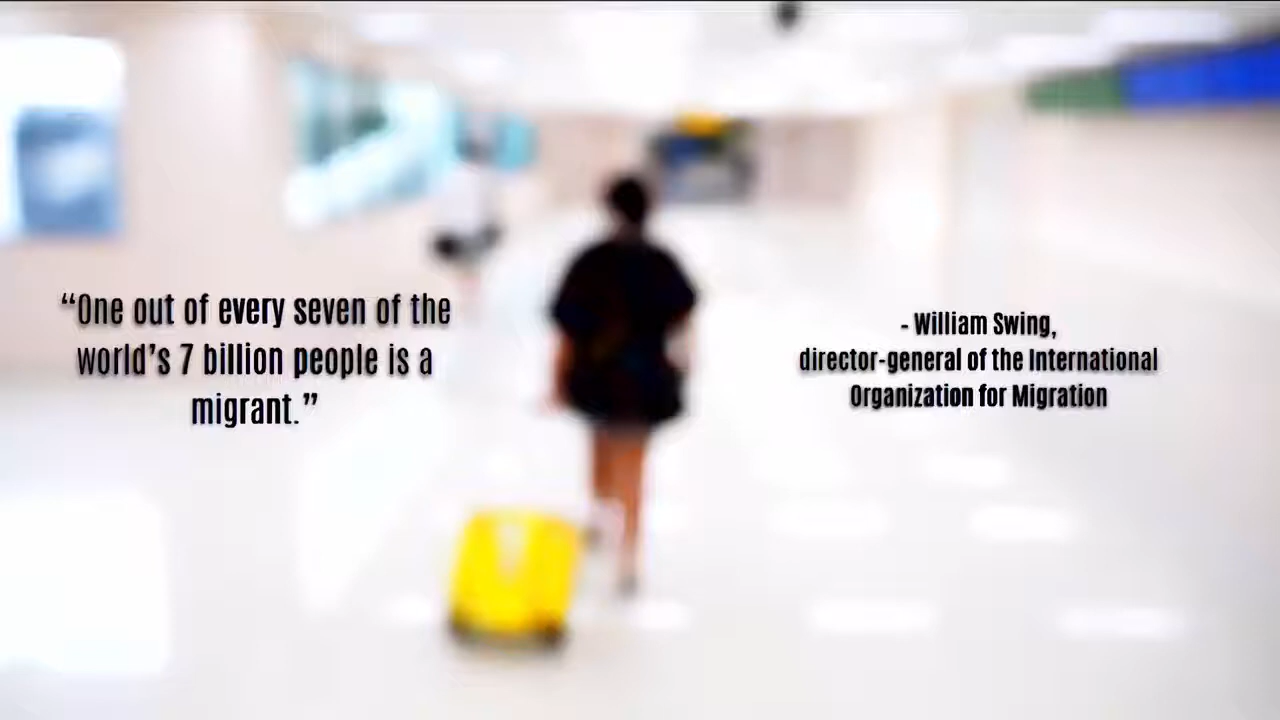 “One out of every seven of the
world’s 7 billion people is a
migrant.”
- William Swing,
director-general of the International
Organization for Migration